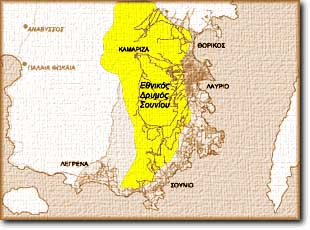 ΑΝΑΒΥΣΣΟΣ
ΚΑΜΑΡΙΖΑ
ΘΟΡΙΚΟΣ
ΠΑΛΑΙΑ ΦΩΚΑΙΑ
Εθνικός
Δρυμός
Σουνίου
ΛΑΥΡΙΟ
ΛΕΓΡΕΝΑ
ΣΟΥΝΙΟ